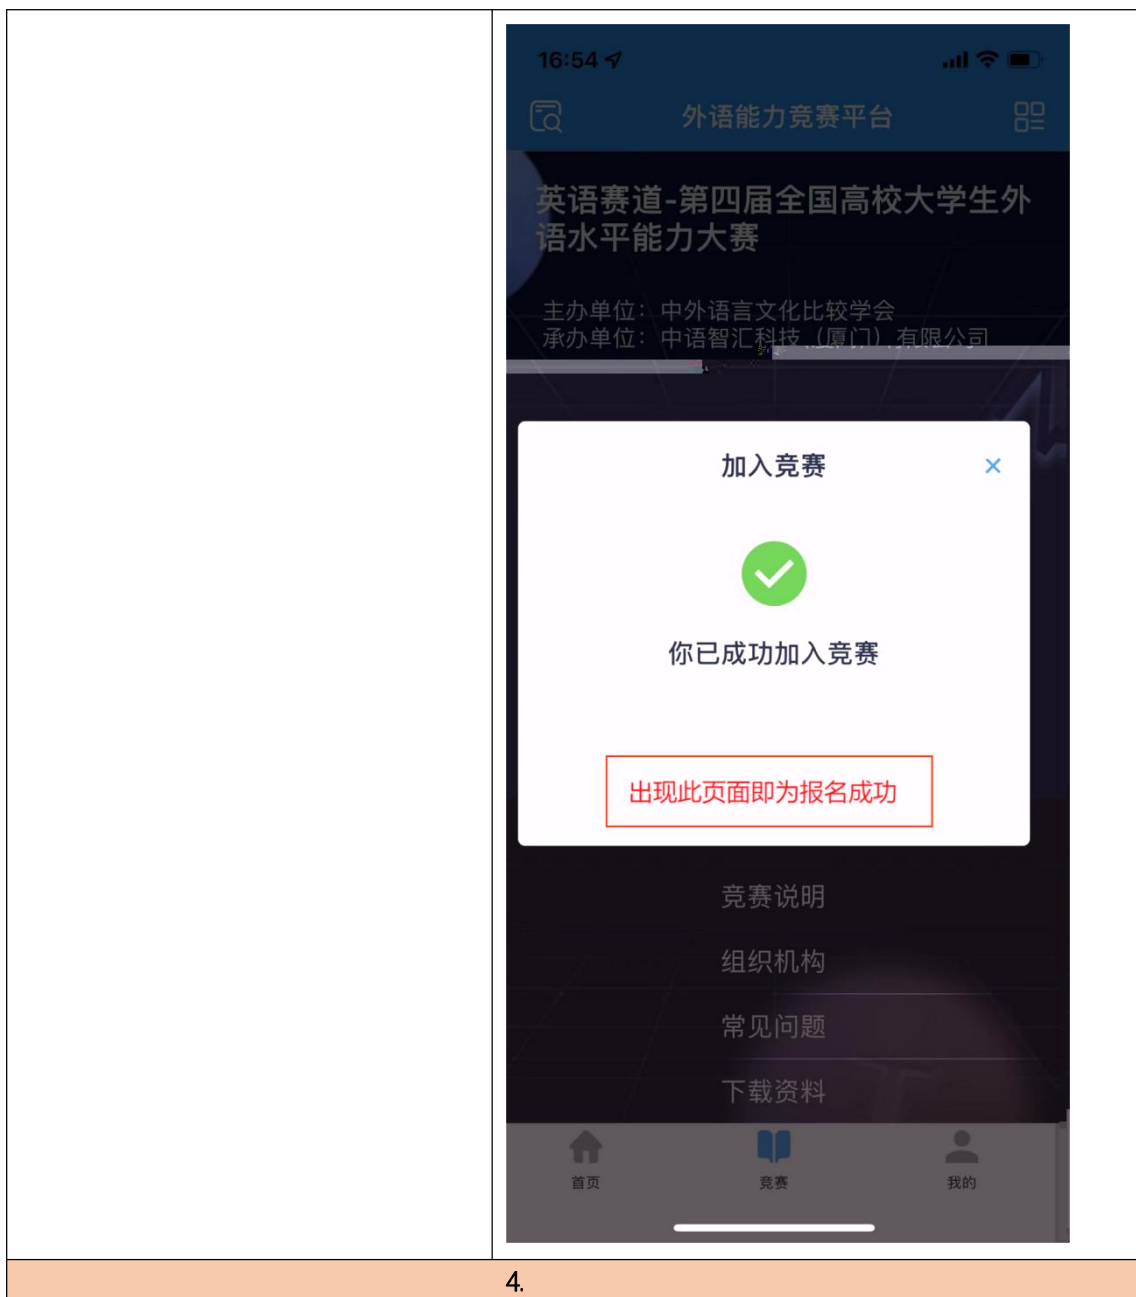 16:54
外语能力竞赛平台
英语赛道-第四届全国高校大学生外
语水平能力大赛
主办单位：中外语言文化比较学会
承办单位：中语智汇科技（厦门）有限公司
加入竞赛
×
你已成功加入竞赛
出现此页面即为报名成功
竞赛说明
组织机构
常见问题
下载资料
首页
竞赛
我的
4.